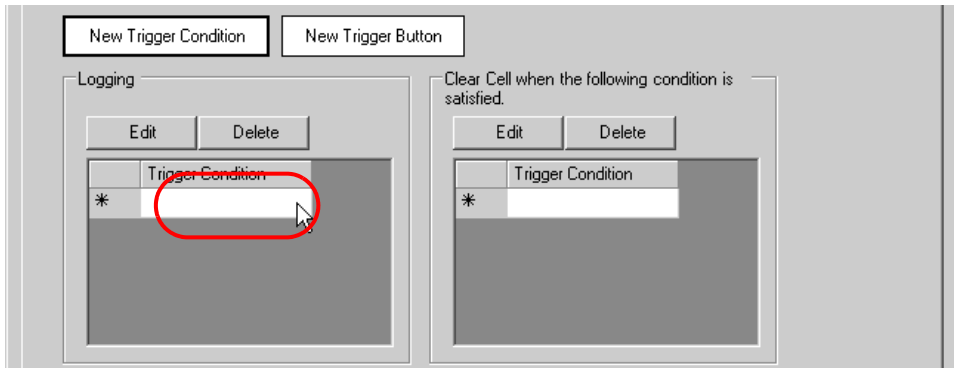 New Trigger Condition
New Trigger Button
Logging
Edit
Delete
Trigger Condition
*
Clear Cell when the following condition is
satisfied.
Edit
Delete
Trigger Condition
*